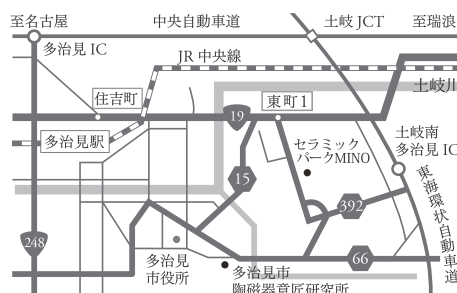 至名古屋
中央自動車道
土岐JCT
至瑞浪
多治見IC
JR中央線
土岐川
住吉町
東町1
19
多治見駅
セラミック
パークMINO
土岐南
多治見IC
15
392
東海環状自動車道
248
66
多治見
市役所
多治見市
陶磁器意匠研究所